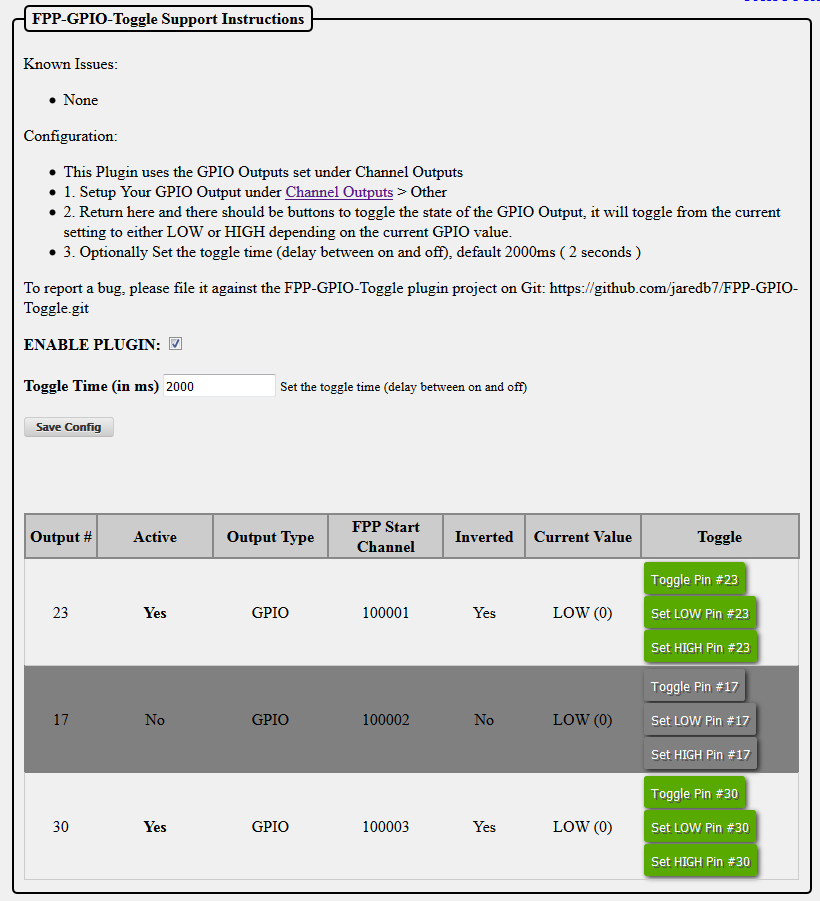 FPP-GPIO-Toggle Support Instructions
Known Issues:
None
Configuration:
This Plugin uses the GPIO Outputs set under Channel Outputs
1. Setup Your GPIO Output under Channel Outputs > Other
2. Return here and there should be buttons to toggle the state of the GPIO Output, it will toggle from the current
setting to either LOW or HIGH depending on the current GPIO value.
3. Optionally Set the toggle time (delay between on and off), default 2000ms ( 2 seconds )
To report a bug, please file it against the FPP-GPIO-Toggle plugin project on Git: https://github.com/jaredb7/FPP-GPIO-
Toggle.git
ENABLE PLUGIN:
Toggle Time (in ms) 2000 Set the toggle time (delay between on and off)
Save Config
Output # Active Output Type FPP Start Channel Inverted Current Value Toggle
23 Yes GPIO 100001 Yes LOW (0)
Toggle Pin #23
Set LOW Pin #23
Set HIGH Pin #23
17 No GPIO 100002 No LOW (0)
Toggle Pin #17
Set LOW Pin #17
Set HIGH Pin #17
30 Yes GPIO 100003 Yes LOW (0)
Toggle Pin #30
Set LOW Pin #30
Set HIGH Pin #30